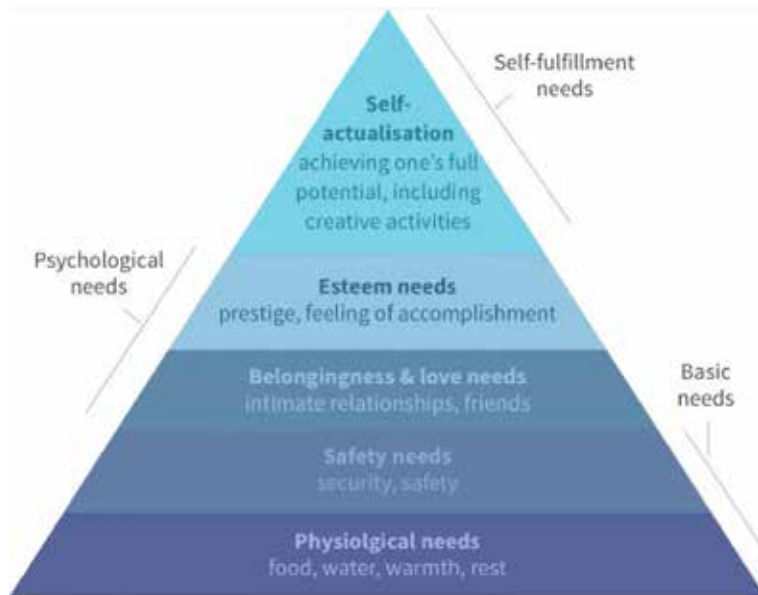 Self-fulfillment
needs
Self-
actualisation
achieving one's full
potential, including
creative activities
Psychological
needs
Esteem needs
prestige, feeling of accomplishment
Belongingness & love needs
intimate relationships, friends
Basic
needs
Safety needs
security, safety
Physiolgical needs
food, water, warmth, rest